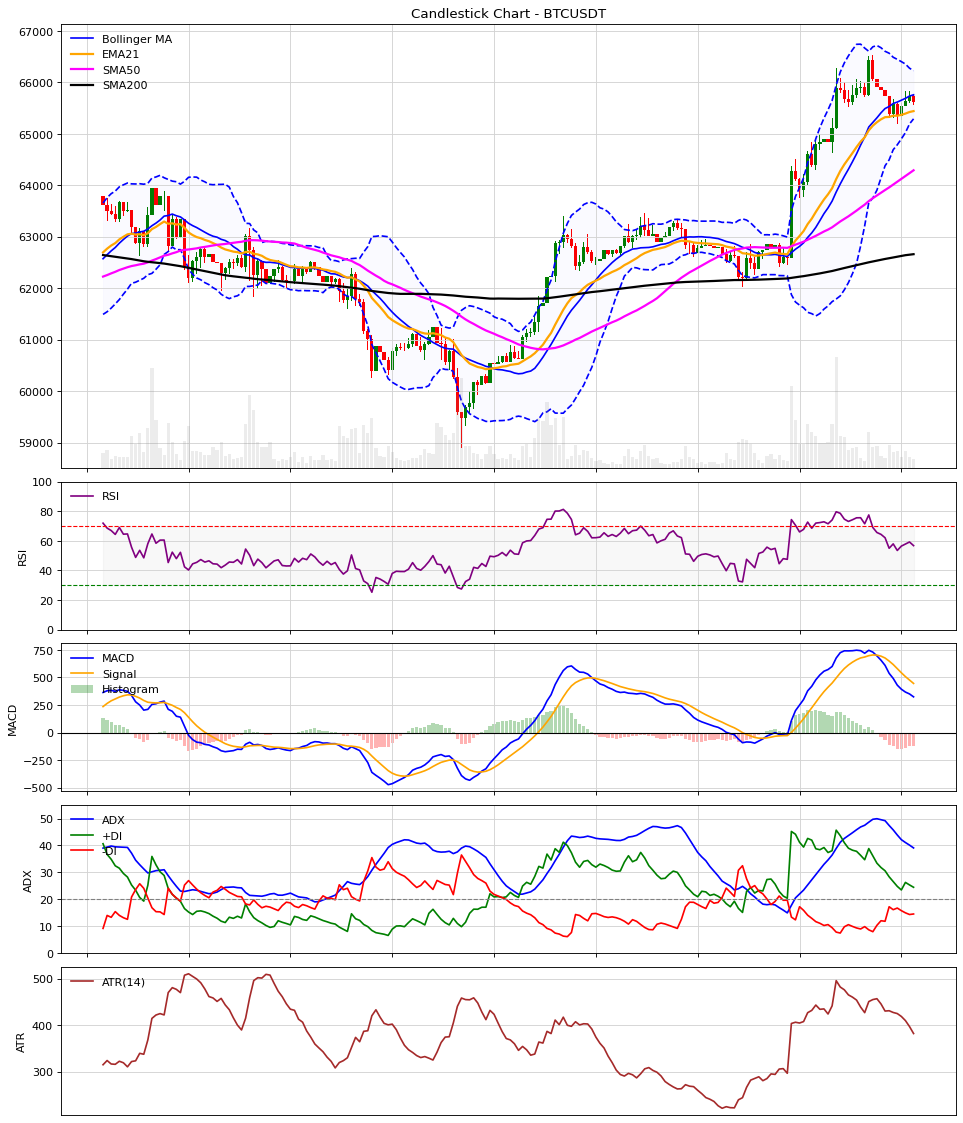 Candlestick Chart - BTCUSDT
Bollinger MA
EMA21
SMA50
SMA200
67000
66000
65000
64000
63000
62000
61000
60000
59000
RSI
RSI
100
80
60
40
20
0
MACD
Signal
Histogram
MACD
750
500
250
0
−250
−500
ADX
+DI
-DI
ADX
50
40
30
20
10
0
ATR(14)
ATR
500
400
300